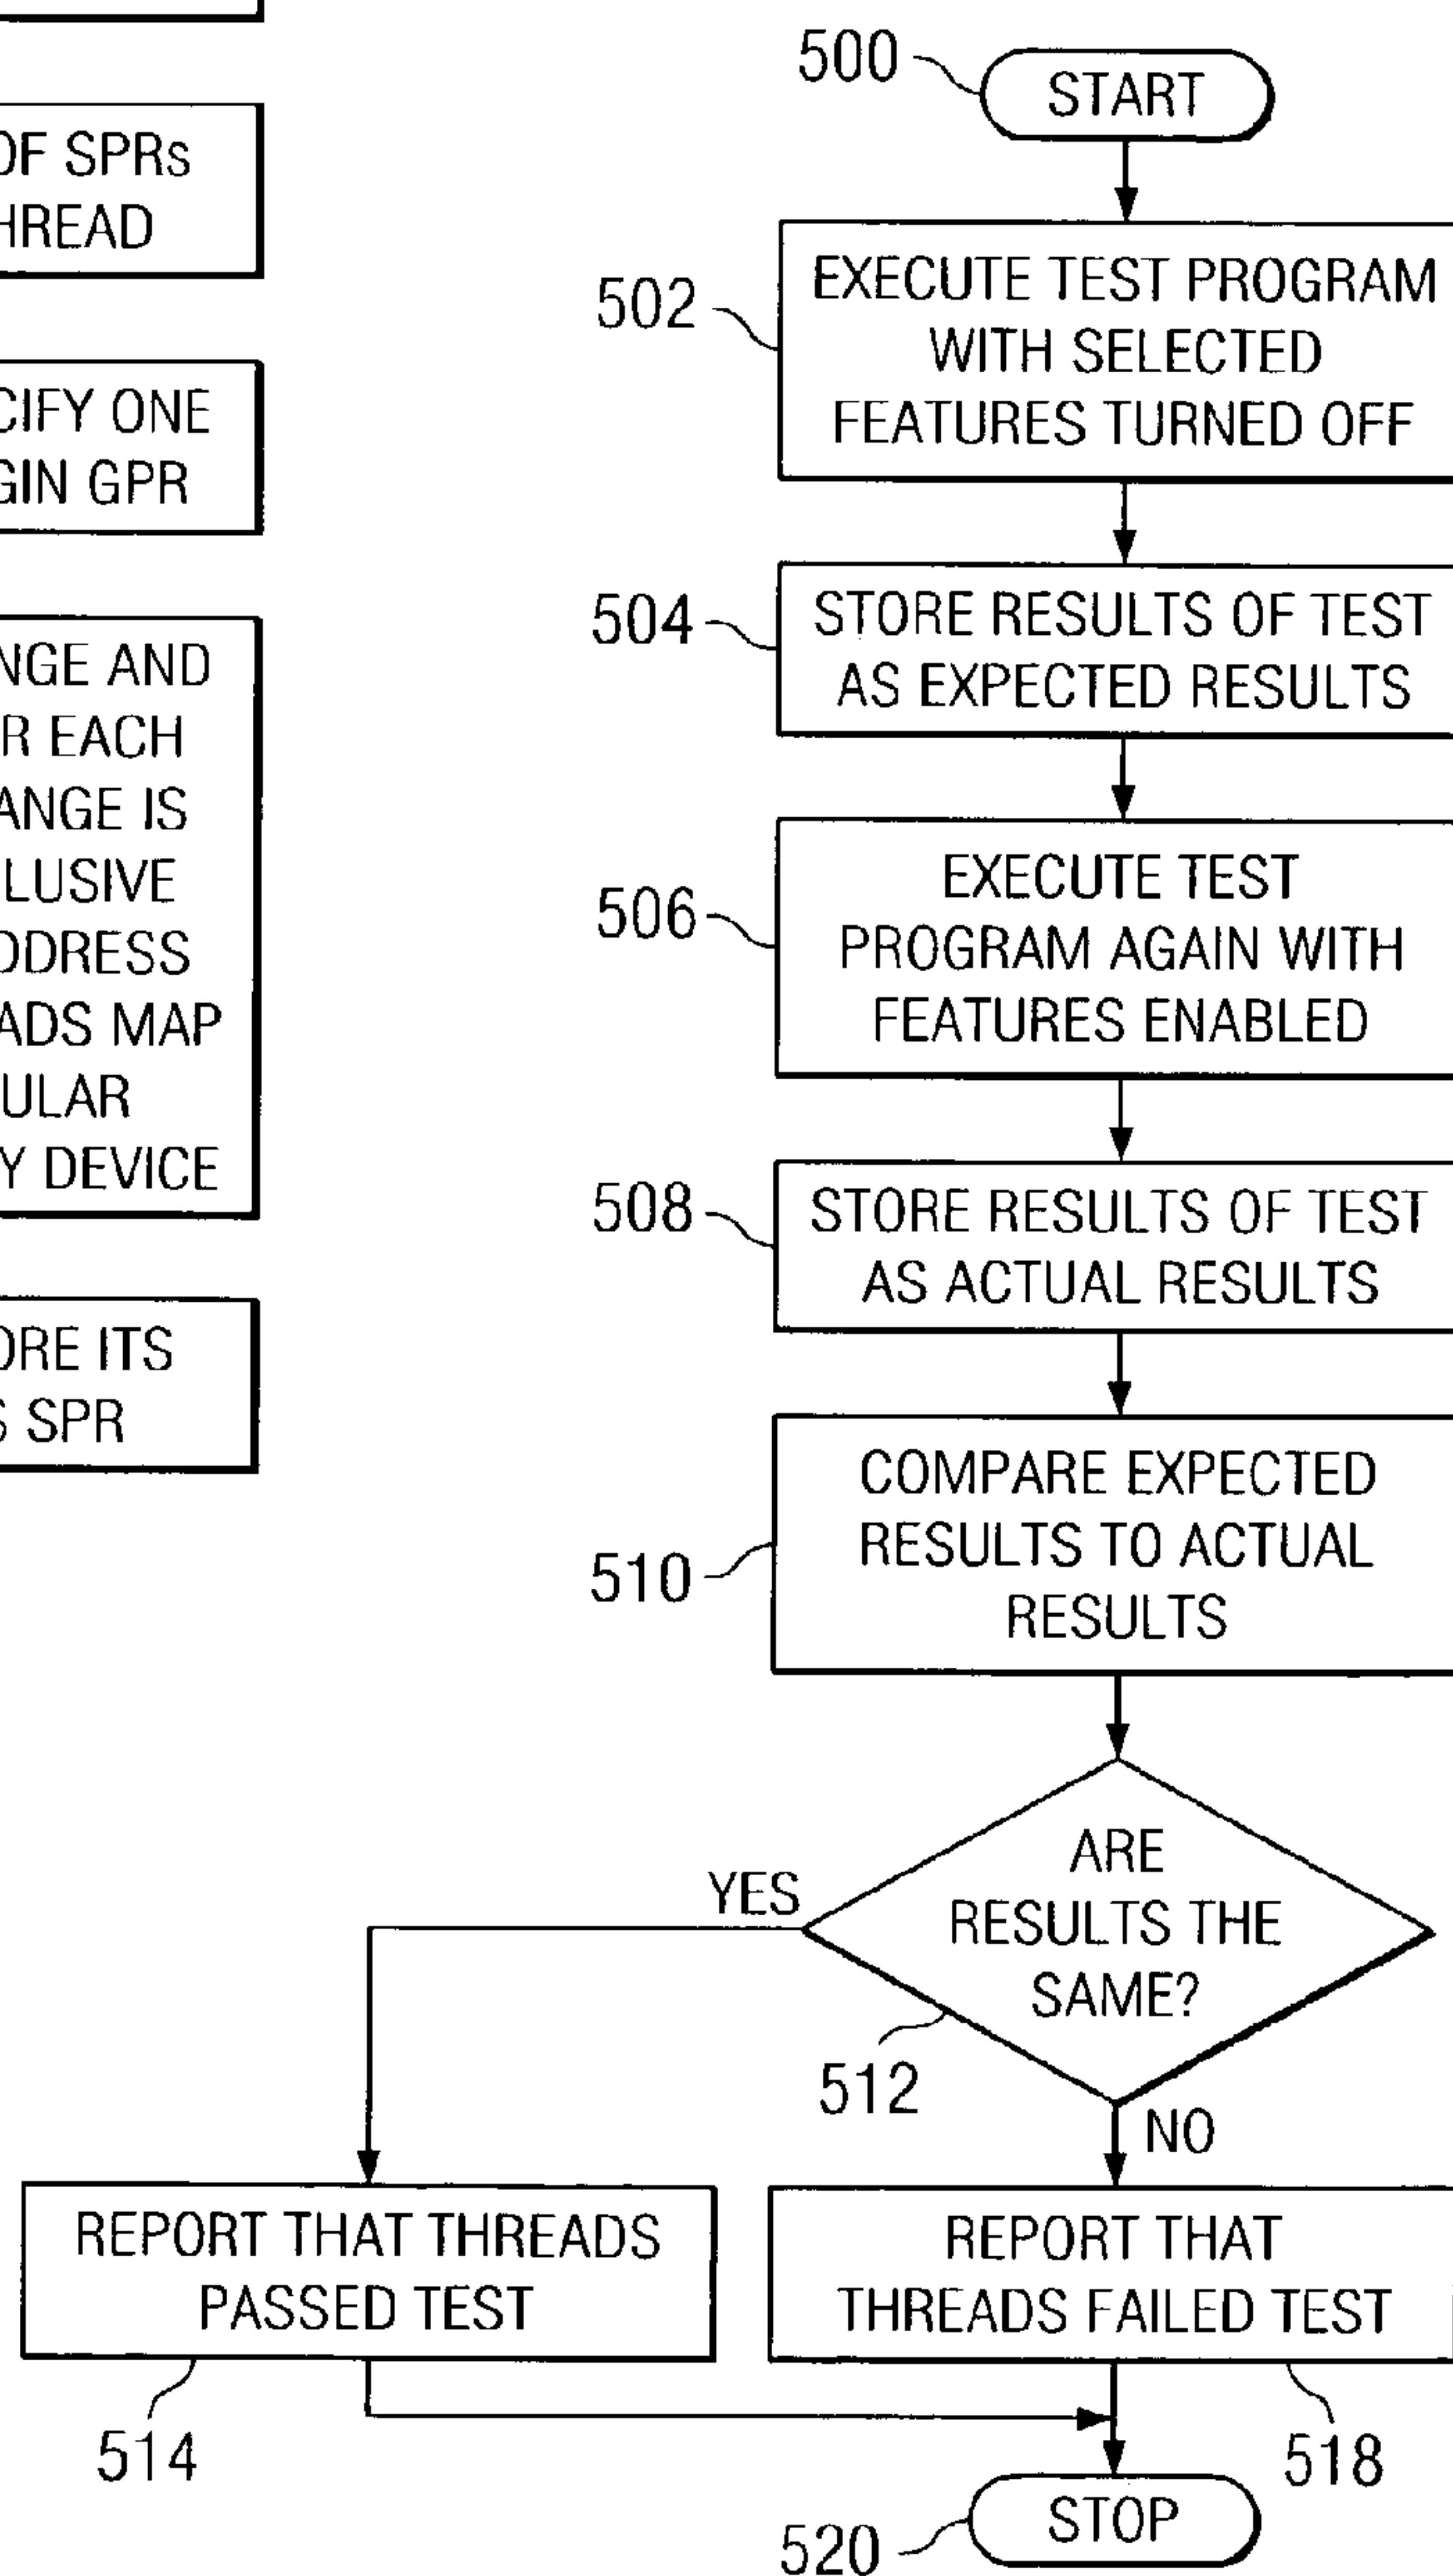 OF SPRs
THREAD
CIFY ONE
GIN GPR
NGE AND
R EACH
ANGE IS
LUSIVE
DDRESS
ADS MAP
ULAR
Y DEVICE
ORE ITS
S SPR
500
START
502
EXECUTE TEST PROGRAM
WITH SELECTED
FEATURES TURNED OFF
504
STORE RESULTS OF TEST
AS EXPECTED RESULTS
506
EXECUTE TEST
PROGRAM AGAIN WITH
FEATURES ENABLED
508
STORE RESULTS OF TEST
AS ACTUAL RESULTS
510
COMPARE EXPECTED
RESULTS TO ACTUAL
RESULTS
ARE
RESULTS THE
SAME?
YES
512
NO
REPORT THAT THREADS
PASSED TEST
514
REPORT THAT
THREADS FAILED TEST
518
STOP
520